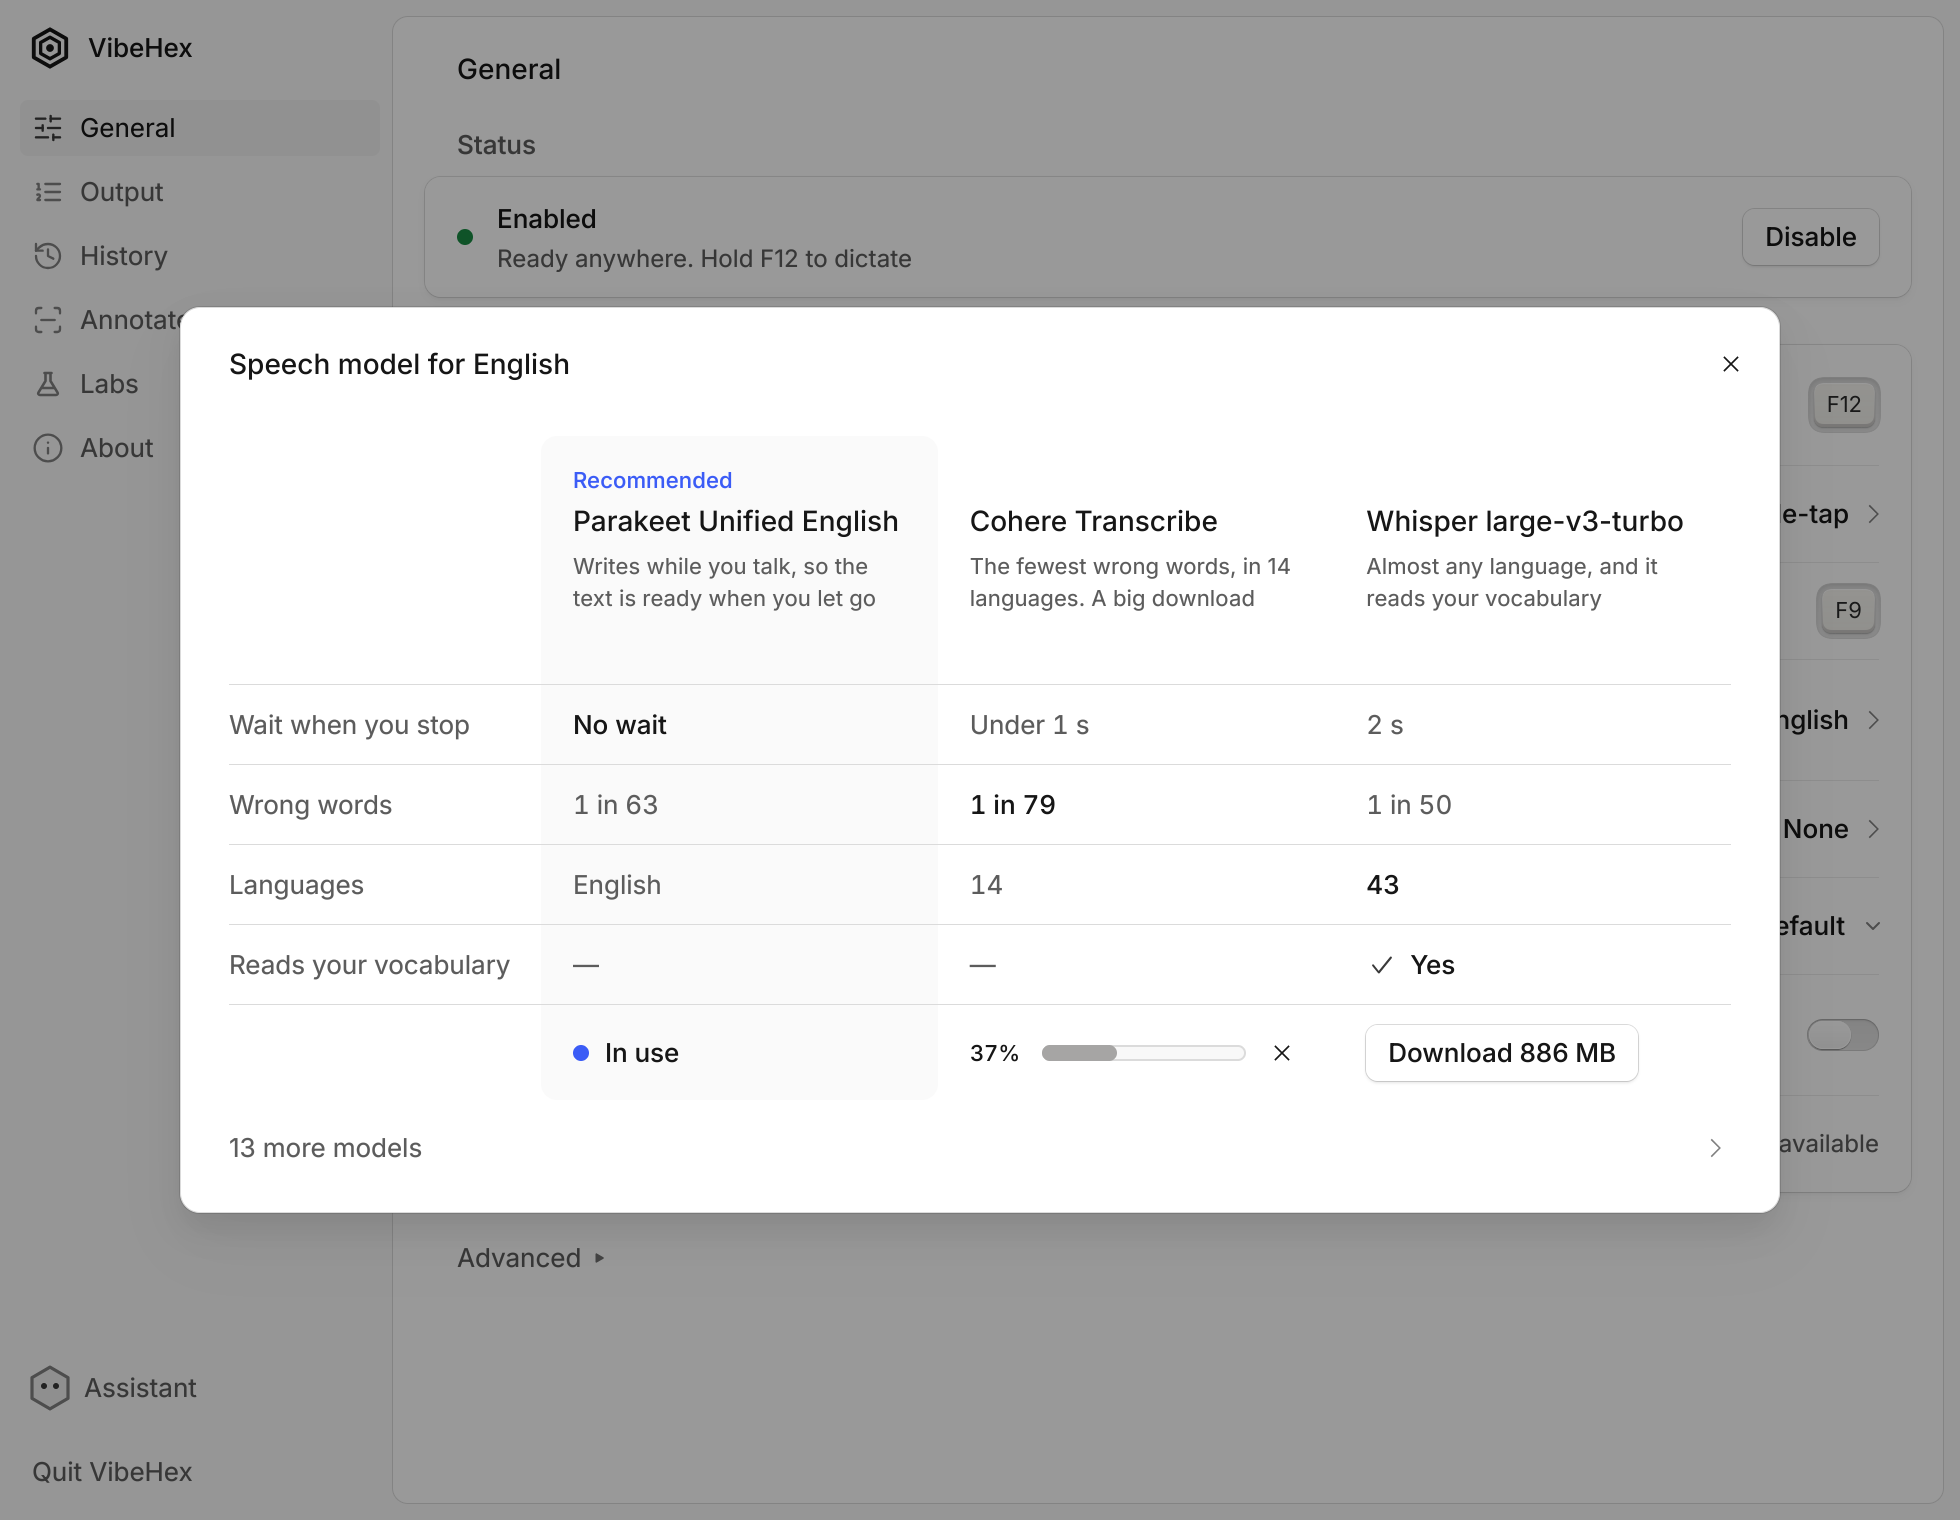 VibeHex
General
Output
History
Annotate
Labs
About
Assistant
Quit VibeHex
General
Status
Enabled
Ready anywhere. Hold F12 to dictate
Disable
Speech model for English
Recommended
Parakeet Unified English
Writes while you talk, so the
text is ready when you let go
Cohere Transcribe
The fewest wrong words, in 14
languages. A big download
Whisper large-v3-turbo
Almost any language, and it
reads your vocabulary
Wait when you stop No wait Under 1 s 2 s
Wrong words 1 in 63 1 in 79 1 in 50
Languages English 14 43
Reads your vocabulary — — Yes
In use 37% Download 886 MB
13 more models
F12
e-tap
F9
nglish
None
efault
available
Advanced